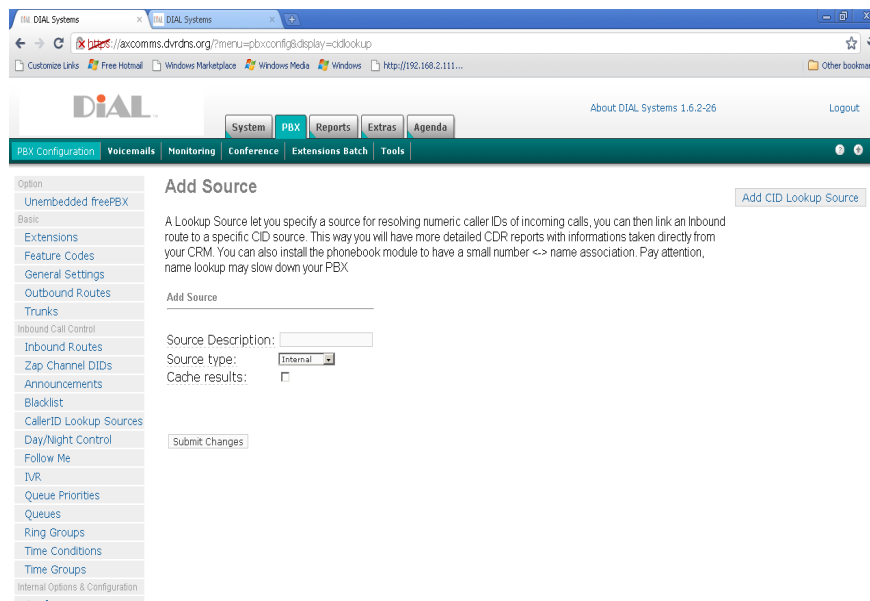 DIAL Systems
DIAL Systems
https://axcomms.dvrdns.org/?menu=pbxconfig&display=cidlookup
Customize Links Free Hotmail Windows Marketplace Windows Media Windows http://192.168.2.111... Other bookmar
DiAL
System PBX Reports Extras Agenda
About DIAL Systems 1.6.2-26 Logout
PBX Configuration Voicemails Monitoring Conference Extensions Batch Tools
Option
Unembedded freePBX
Basic
Extensions
Feature Codes
General Settings
Outbound Routes
Trunks
Inbound Call Control
Inbound Routes
Zap Channel DIDs
Announcements
Blacklist
CallerID Lookup Sources
Day/Night Control
Follow Me
IVR
Queue Priorities
Queues
Ring Groups
Time Conditions
Time Groups
Internal Options & Configuration
Add Source
Add CID Lookup Source
A Lookup Source let you specify a source for resolving numeric caller IDs of incoming calls, you can then link an Inbound
route to a specific CID source. This way you will have more detailed CDR reports with informations taken directly from
your CRM. You can also install the phonebook module to have a small number <-> name association. Pay attention,
name lookup may slow down your PBX
Add Source
Source Description:
Source type: Internal
Cache results:
Submit Changes